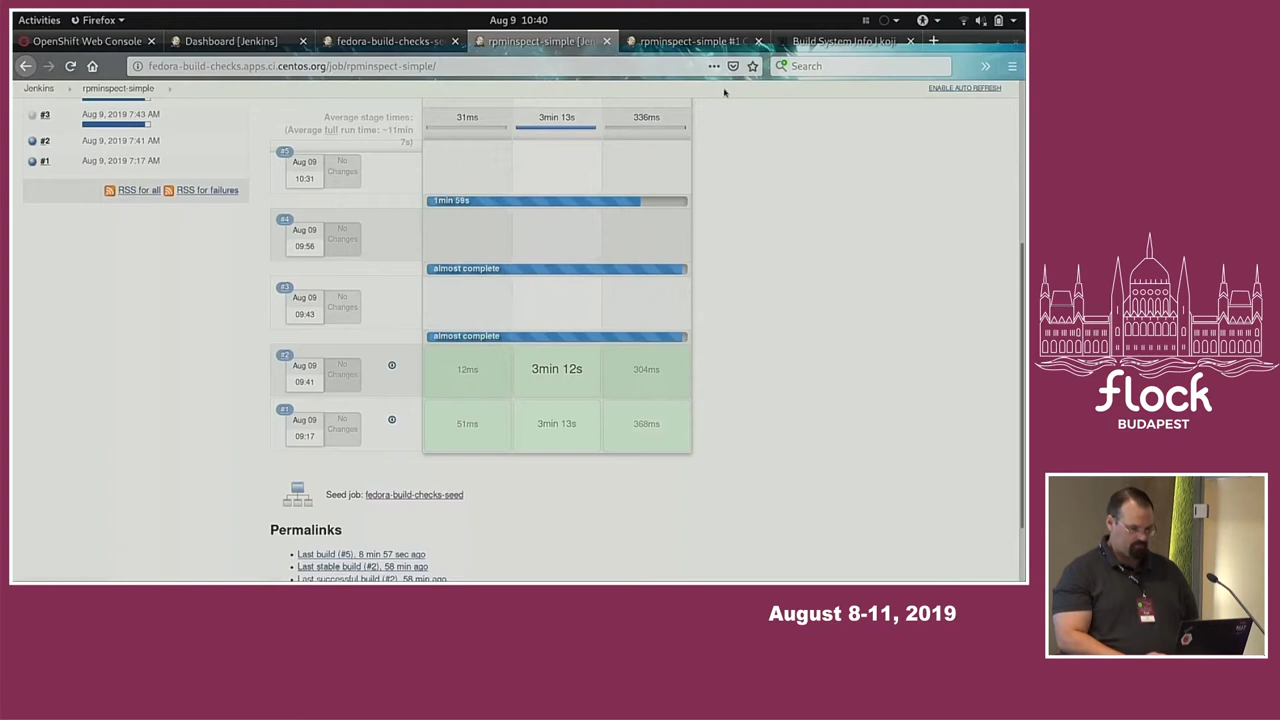 Activities Firefox Aug 9 10:40
OpenShift Web Console Dashboard [Jenkins] fedora-build-checks-se rpminspect-simple [Jen rpminspect-simple #1 C Build System Info | koji
fedora-build-checks.apps.ci.centos.org/job/rpminspect-simple/ Search
Jenkins rpminspect-simple ENABLE AUTO REFRESH
#3 Aug 9, 2019 7:43 AM
#2 Aug 9, 2019 7:41 AM
#1 Aug 9, 2019 7:17 AM
RSS for all RSS for failures
Average stage times:
(Average full run time: ~11min
7s)
31ms 3min 13s 336ms
#5
Aug 09
10:31
No
Changes
1min 59s
#4
Aug 09
09:56
No
Changes
almost complete
#3
Aug 09
09:43
No
Changes
almost complete
#2
Aug 09
09:41
No
Changes
12ms 3min 12s 304ms
#1
Aug 09
09:17
No
Changes
51ms 3min 13s 368ms
Seed job: fedora-build-checks-seed
Permalinks
• Last build (#5), 8 min 57 sec ago
• Last stable build (#2), 58 min ago
• Last successful build (#2), 58 min ago
flock
BUDAPEST
August 8-11, 2019